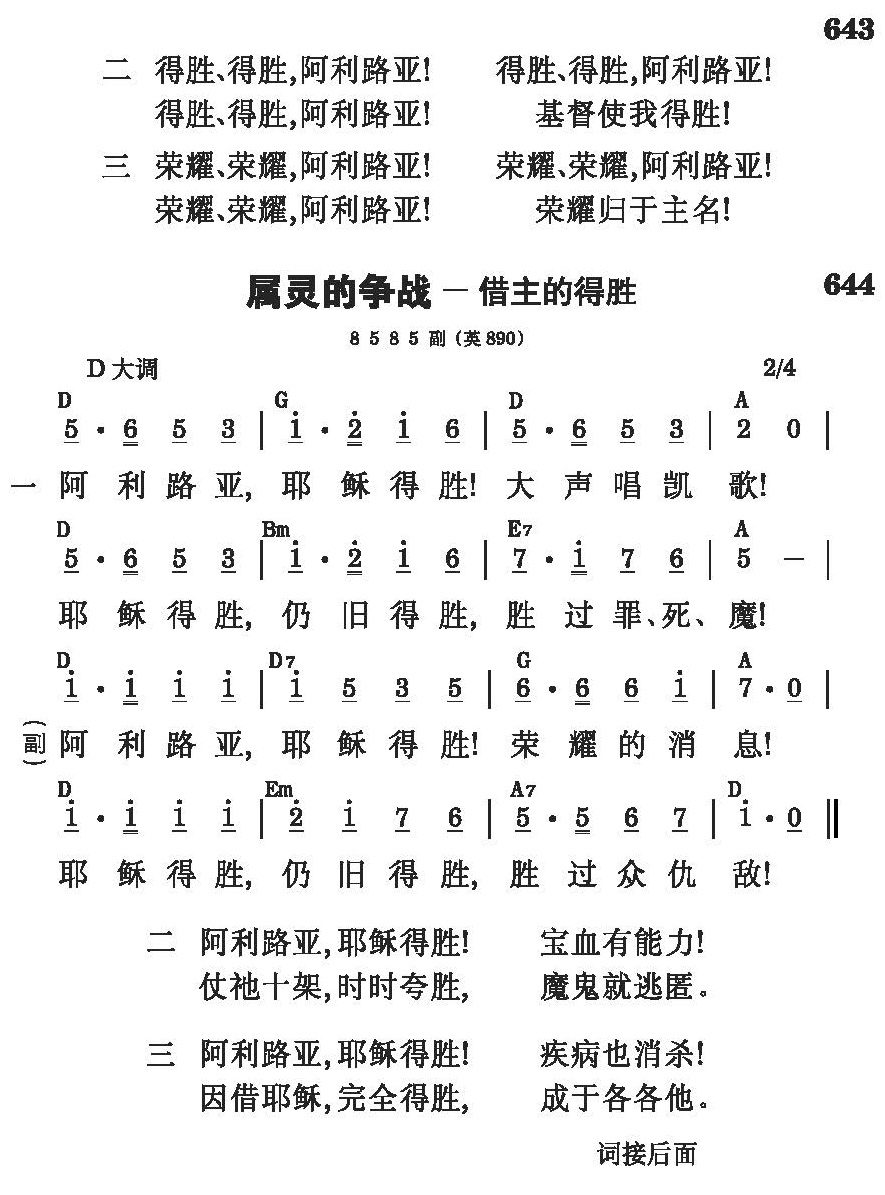 643
二 得胜、得胜,阿利路亚! 得胜、得胜,阿利路亚!
得胜、得胜,阿利路亚! 基督使我得胜!
三 荣耀、荣耀,阿利路亚! 荣耀、荣耀,阿利路亚!
荣耀、荣耀,阿利路亚! 荣耀归于主名!
属灵的争战 — 借主的得胜 644
8 5 8 5 副 (英890)
D 大调 2/4
D G D A
5 · 6 5 3 | i · 2̇ i 6 | 5 · 6 5 3 | 2 0 |
一 阿利路亚, 耶稣得胜! 大声唱凯歌!
D Bm E7 A
5 · 6 5 3 | i · 2̇ i 6 | 7 · i 7 6 | 5 — |
耶稣得胜, 仍旧得胜, 胜过罪、死、魔!
D D7 G A
i · i i i | i 5 3 5 | 6 · 6 6 i | 7 · 0 |
(副) 阿利路亚, 耶稣得胜! 荣耀的消息!
D Em A7 D
i · i i i | 2̇ i 7 6 | 5 · 5 6 7 | i · 0 ‖
耶稣得胜, 仍旧得胜, 胜过众仇敌!
二 阿利路亚,耶稣得胜! 宝血有能力!
仗祂十架,时时夸胜, 魔鬼就逃匿。
三 阿利路亚,耶稣得胜! 疾病也消杀!
因借耶稣,完全得胜, 成于各各他。
词接后面